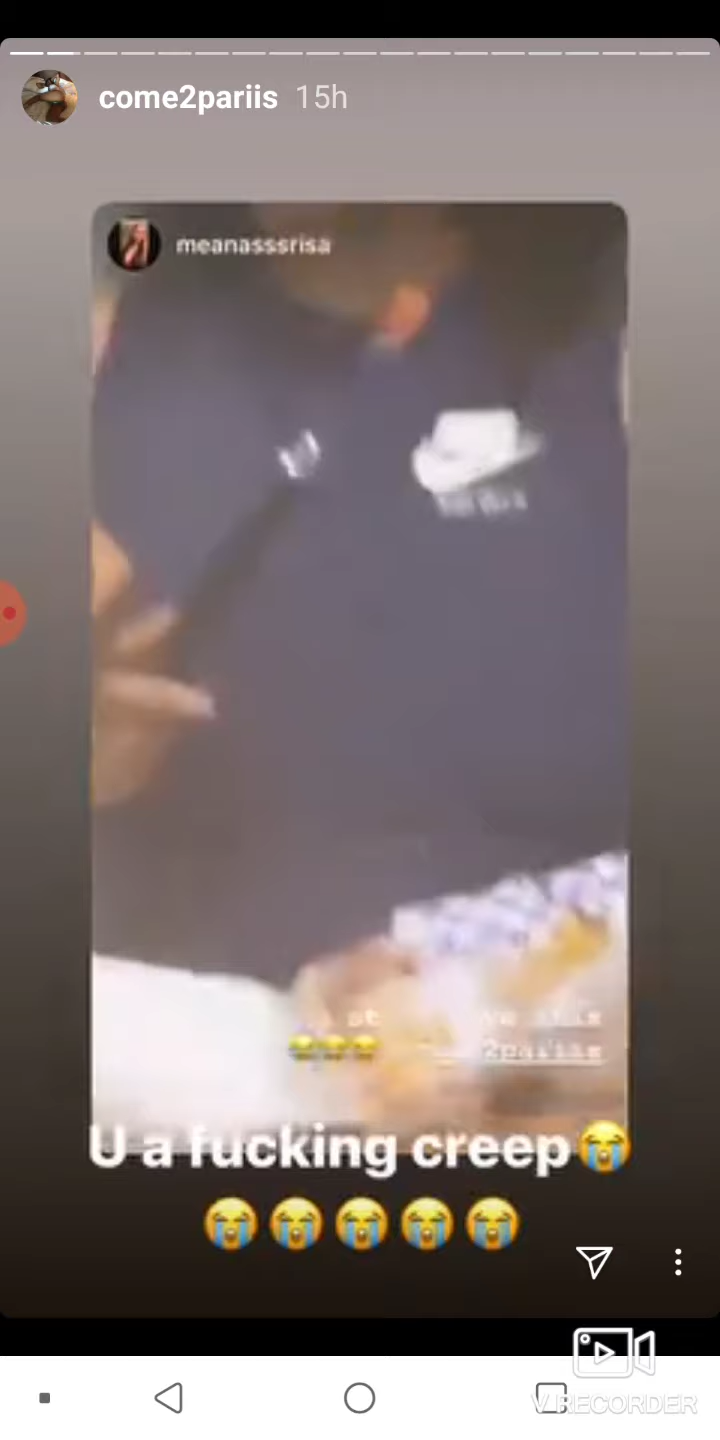 come2pariis 15h
meanasssrisa
U a fucking creep😭
😭😭😭😭😭
V RECORDER